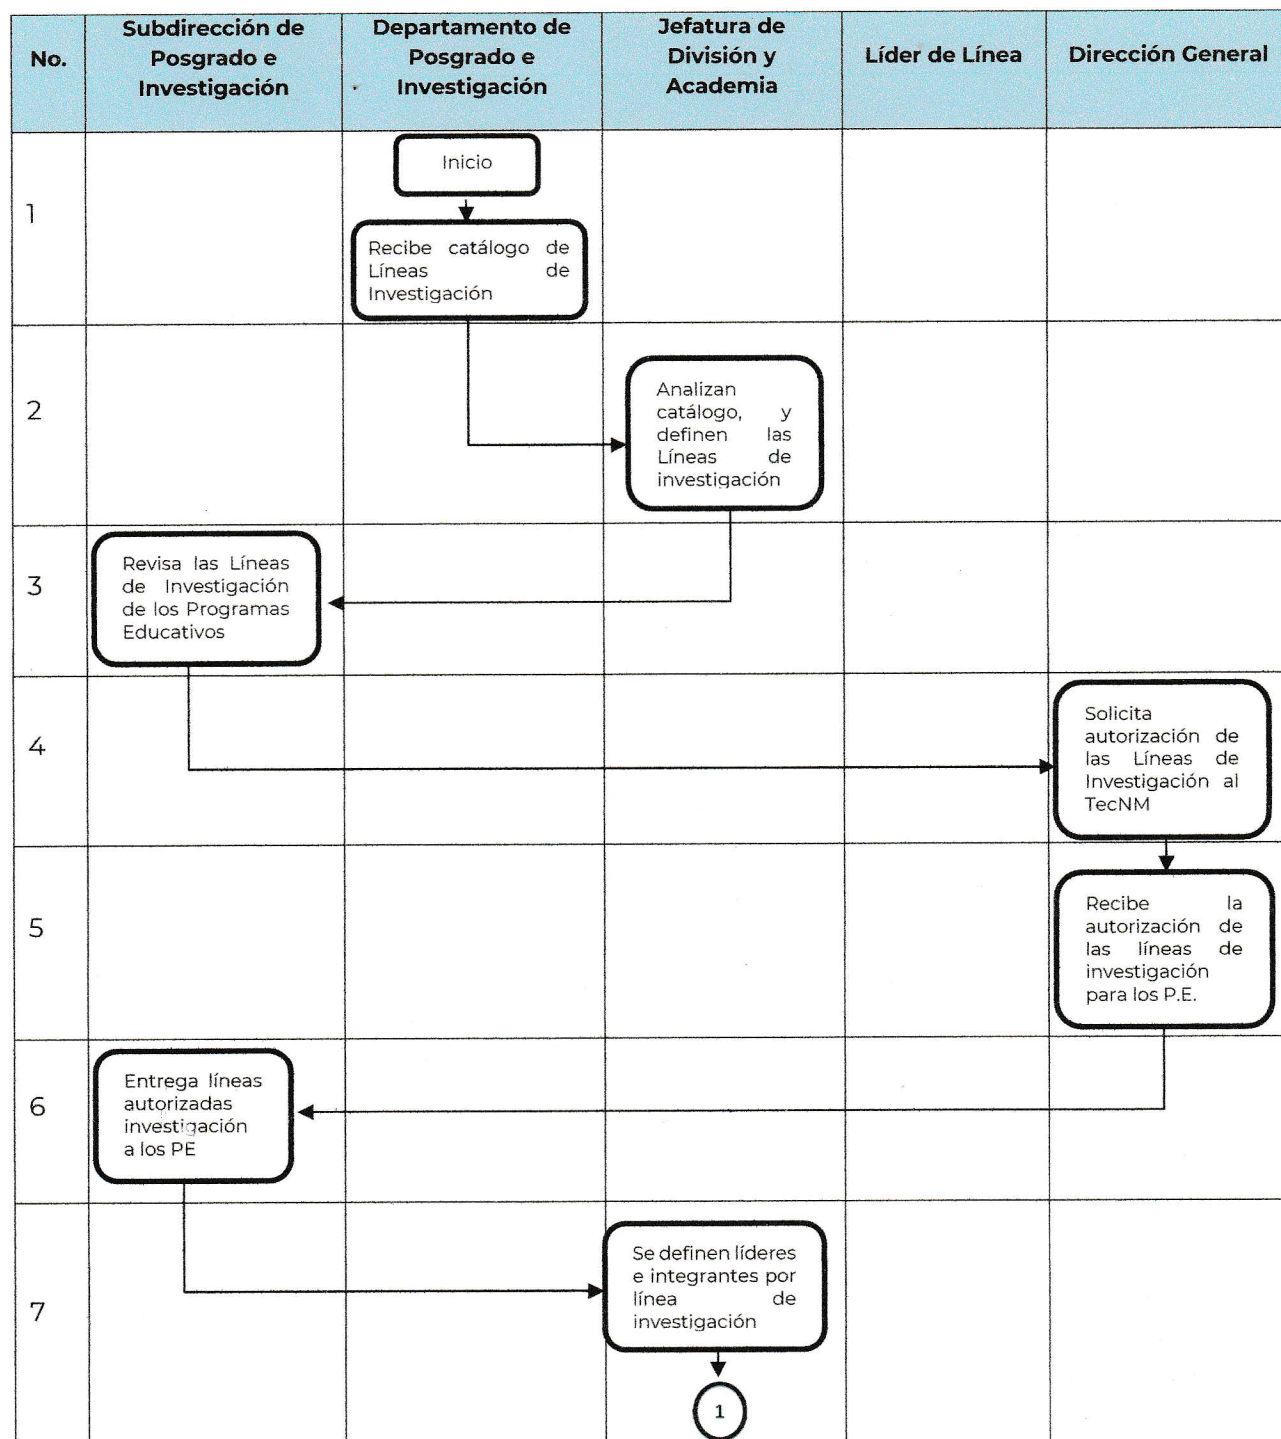 No.
Subdirección de
Posgrado e
Investigación
Departamento de
Posgrado e
Investigación
Jefatura de
División y
Academia
Líder de Línea
Dirección General
1
Inicio
Recibe catálogo de
Líneas de
Investigación
2
Analizan
catálogo, y
definen las
Líneas de
investigación
3
Revisa las Líneas
de Investigación
de los Programas
Educativos
4
Solicita
autorización de
las Líneas de
Investigación al
TecNM
5
Recibe la
autorización de
las líneas de
investigación
para los P.E.
6
Entrega líneas
autorizadas
investigación
a los PE
7
Se definen líderes
e integrantes por
línea de
investigación
1